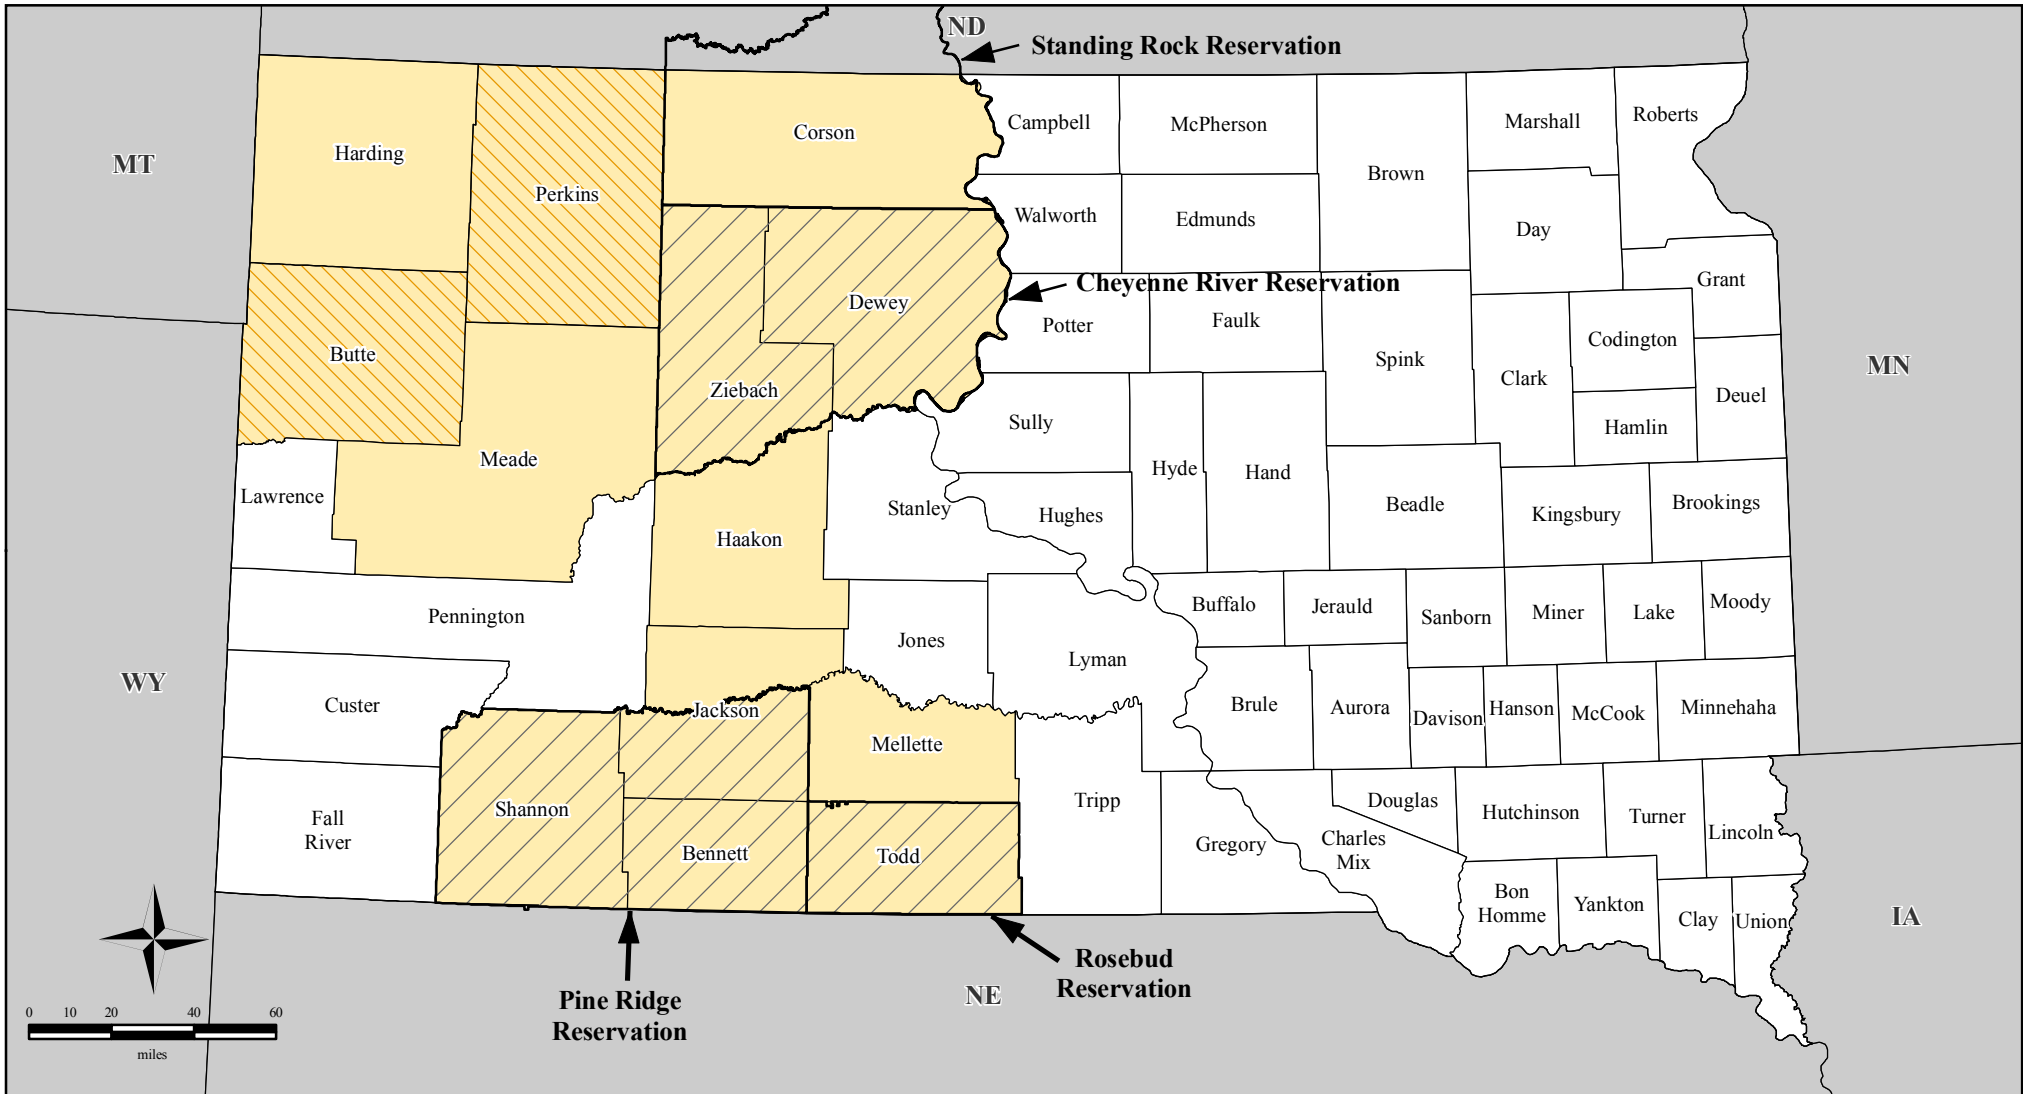 ND
Standing Rock Reservation
MT
Harding
Perkins
Corson
Campbell
McPherson
Brown
Marshall
Roberts
Walworth
Edmunds
Day
Grant
Butte
Ziebach
Dewey
Cheyenne River Reservation
Potter
Faulk
Spink
Clark
Codington
Hamlin
Deuel
MN
Lawrence
Meade
Haakon
Stanley
Sully
Hughes
Hyde
Hand
Beadle
Kingsbury
Brookings
Pennington
Jones
Lyman
Buffalo
Jerauld
Sanborn
Miner
Lake
Moody
WY
Custer
Jackson
Mellette
Brule
Aurora
Davison
Hanson
McCook
Minnehaha
Fall
River
Shannon
Bennett
Todd
Tripp
Gregory
Charles
Mix
Douglas
Hutchinson
Turner
Lincoln
Bon
Homme
Yankton
Clay
Union
IA
NE
Pine Ridge
Reservation
Rosebud
Reservation
0 10 20 40 60
miles